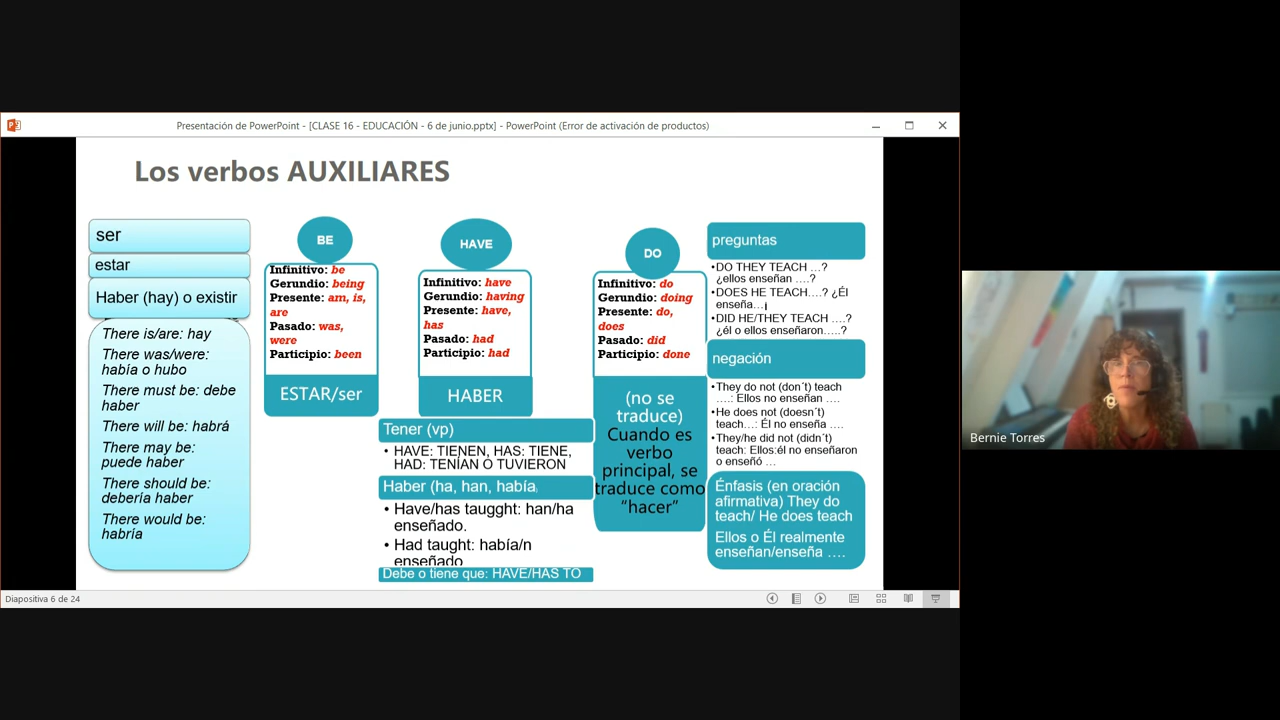 Presentación de PowerPoint - [CLASE 16 - EDUCACIÓN - 6 de junio.pptx] - PowerPoint (Error de activación de productos)
Los verbos AUXILIARES
ser
estar
Haber (hay) o existir
There is/are: hay
There was/were:
había o hubo
There must be: debe
haber
There will be: habrá
There may be:
puede haber
There should be:
debería haber
There would be:
habría
BE
Infinitivo: be
Gerundio: being
Presente: am, is,
are
Pasado: was,
were
Participio: been
ESTAR/ser
HAVE
Infinitivo: have
Gerundio: having
Presente: have,
has
Pasado: had
Participio: had
HABER
Tener (vp)
• HAVE: TIENEN, HAS: TIENE,
HAD: TENÍAN O TUVIERON
Haber (ha, han, había,
• Have/has taugght: han/ha
enseñado.
• Had taught: había/n
enseñado
Debe o tiene que: HAVE/HAS TO
DO
Infinitivo: do
Gerundio: doing
Presente: do,
does
Pasado: did
Participio: done
(no se
traduce)
Cuando es
verbo
principal, se
traduce como
“hacer”
preguntas
•DO THEY TEACH …?
¿ellos enseñan ….?
•DOES HE TEACH….? ¿Él
enseña…¡
•DID HE/THEY TEACH ….?
¿él o ellos enseñaron…..?
negación
•They do not (don´t) teach
….: Ellos no enseñan ….
•He does not (doesn´t)
teach…: Él no enseña ….
•They/he did not (didn´t)
teach: Ellos:él no enseñaron
o enseñó …
Énfasis (en oración
afirmativa) They do
teach/ He does teach
Ellos o Él realmente
enseñan/enseña ….
Diapositiva 6 de 24
Bernie Torres